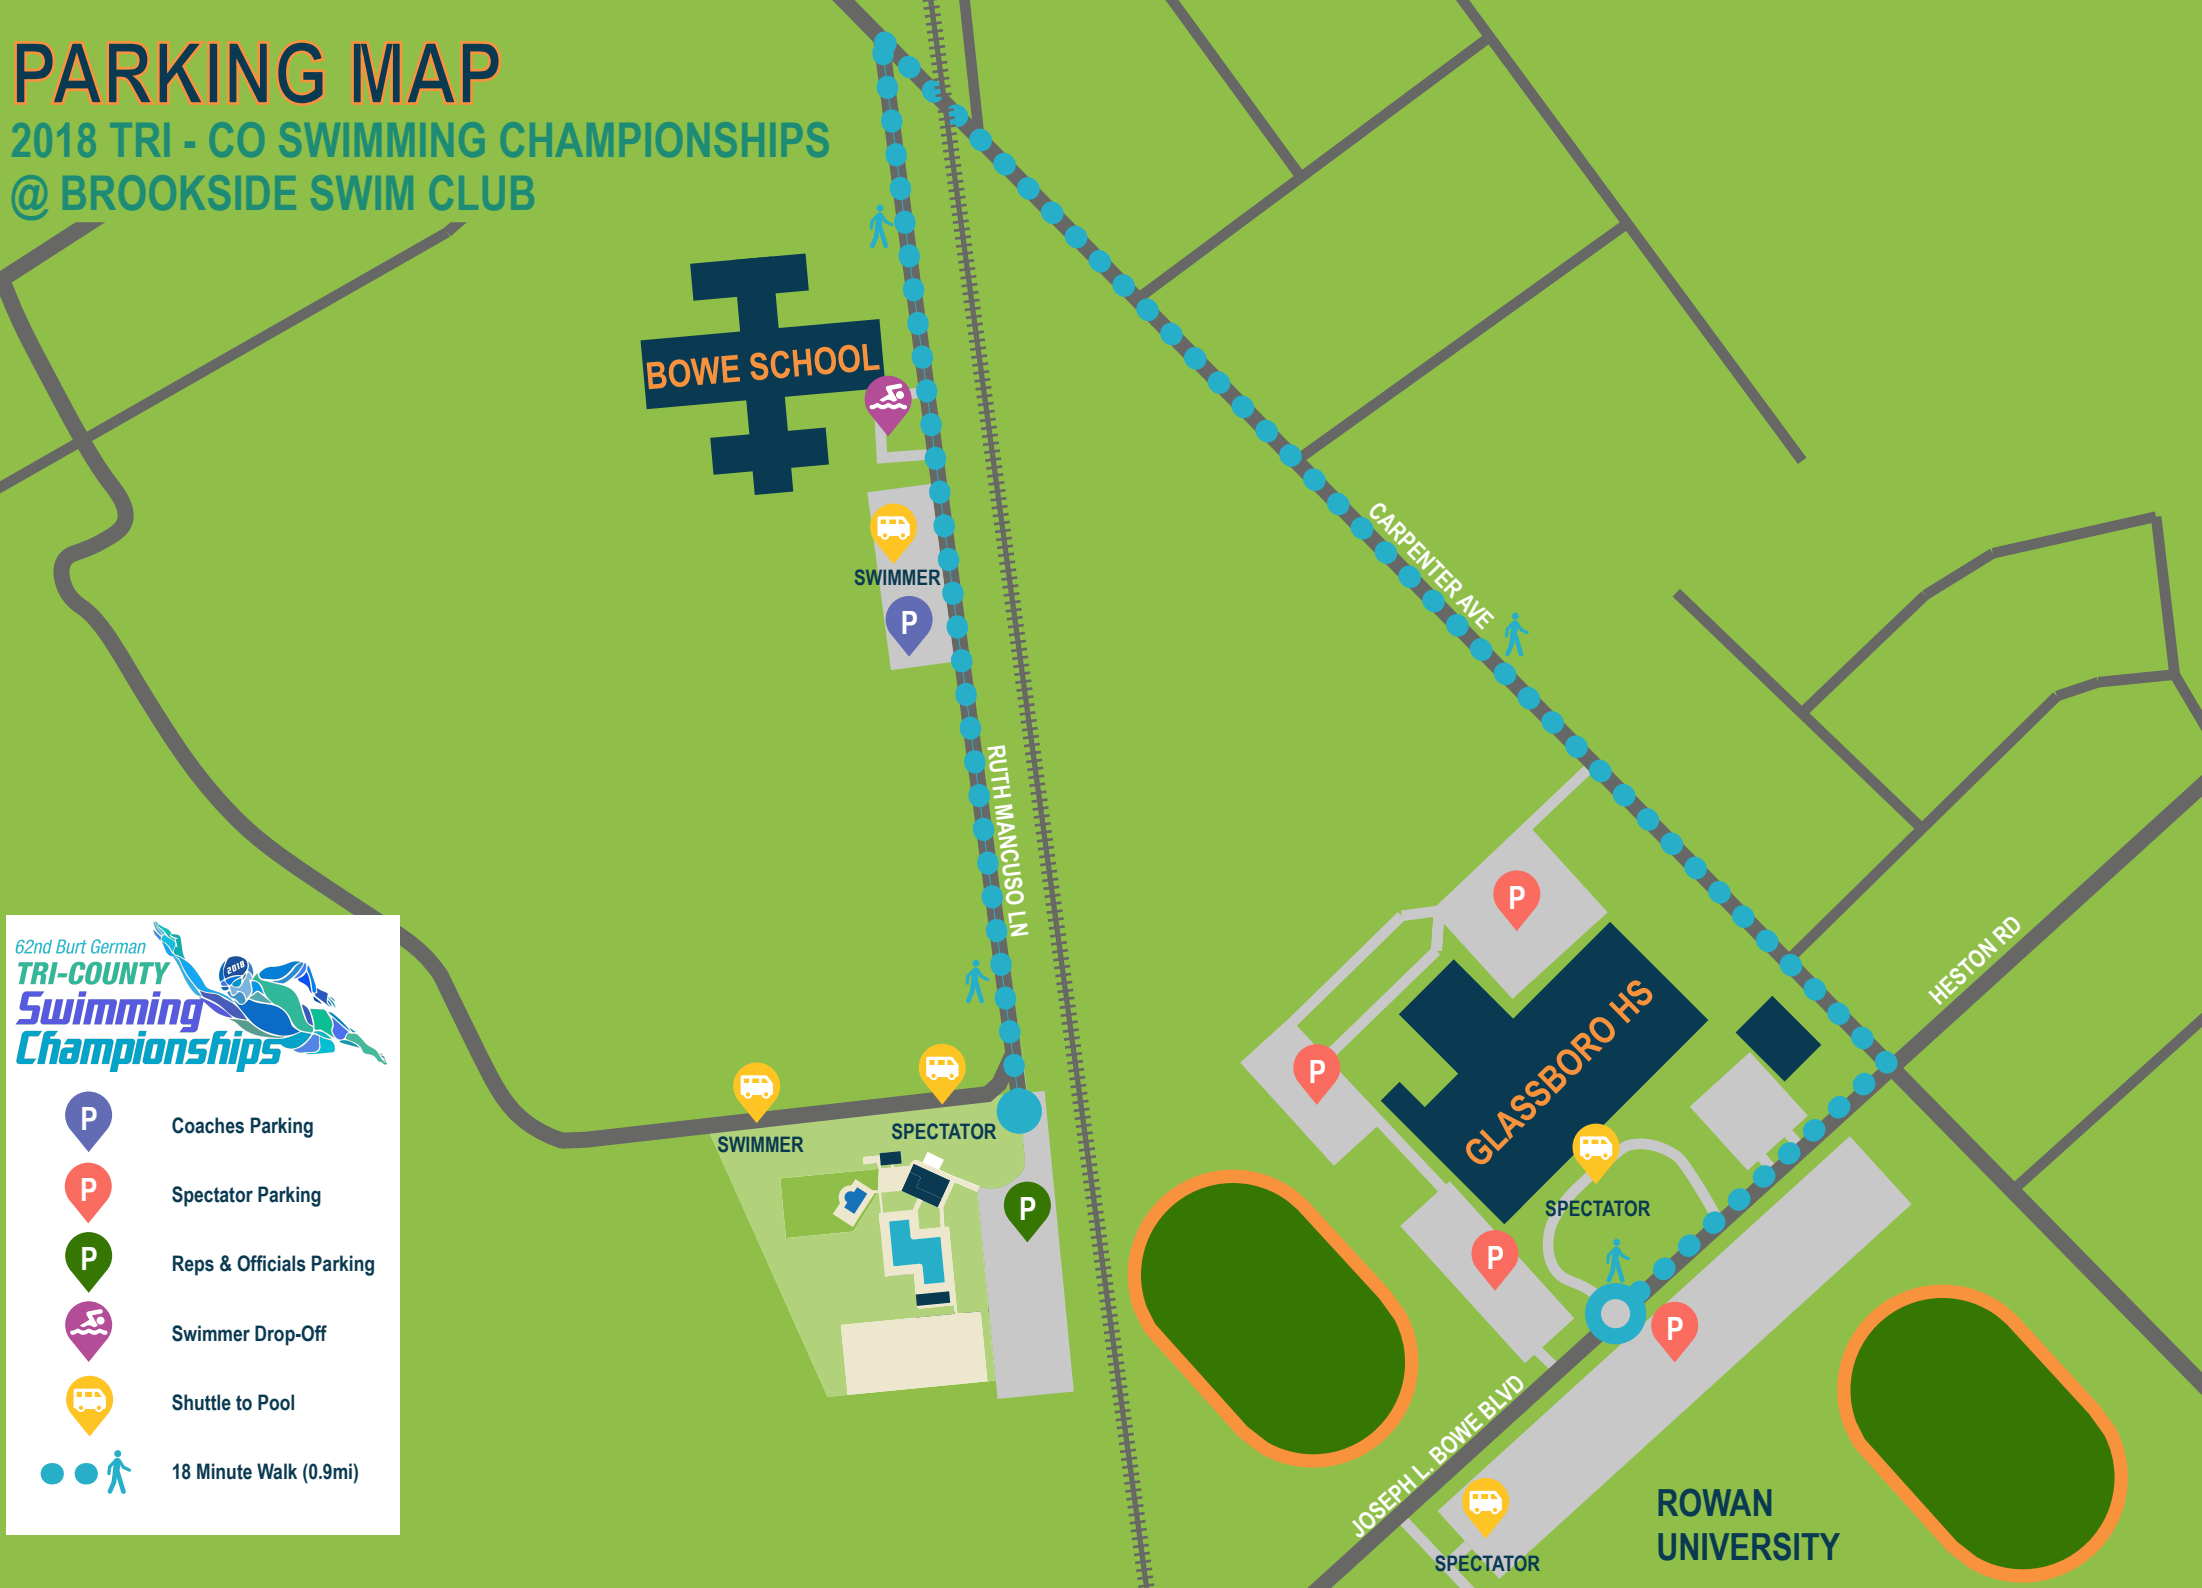 PARKING MAP
2018 TRI - CO SWIMMING CHAMPIONSHIPS
@ BROOKSIDE SWIM CLUB
BOWE SCHOOL
SWIMMER
P
CARPENTER AVE
RUTH MANCUSO LN
P
HESTON RD
GLASSBORO HS
P
SPECTATOR
SWIMMER
SPECTATOR
P
P
P
JOSEPH L. BOWE BLVD
SPECTATOR
ROWAN
UNIVERSITY
62nd Burt German
TRI-COUNTY
Swimming
Championships
2018
P Coaches Parking
P Spectator Parking
P Reps & Officials Parking
Swimmer Drop-Off
Shuttle to Pool
18 Minute Walk (0.9mi)